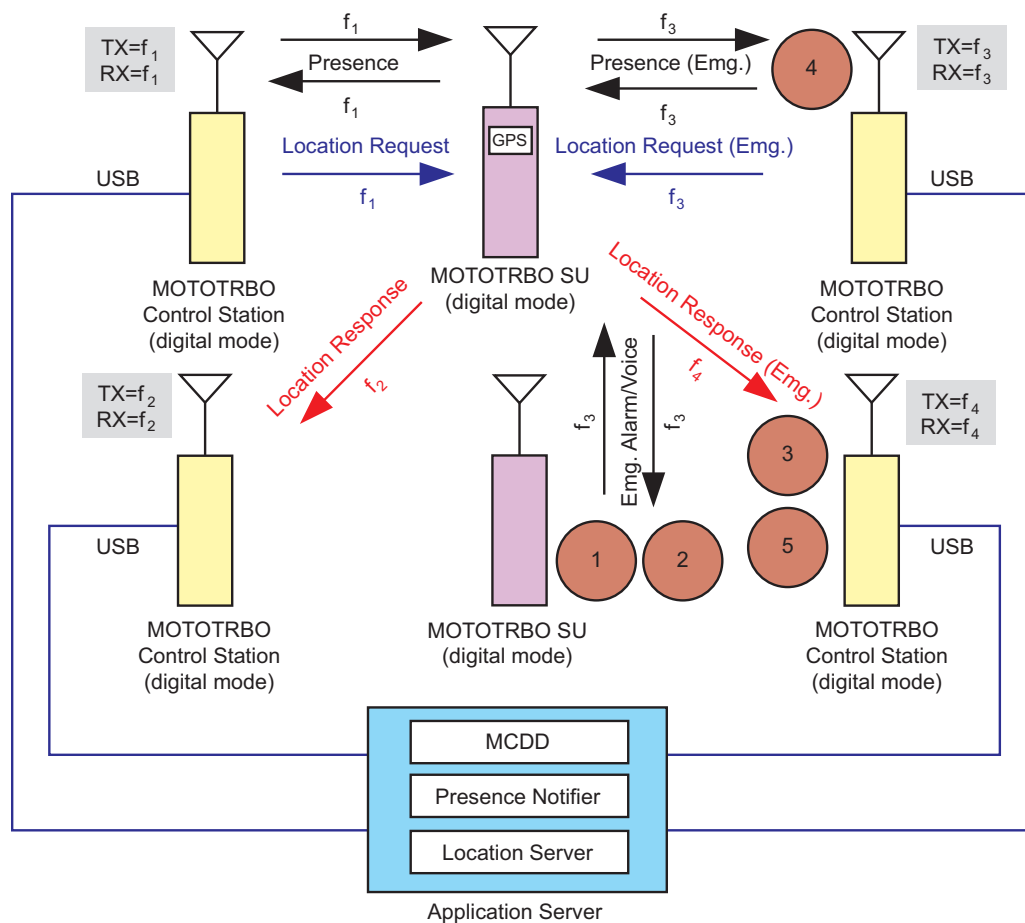 TX=f₁
RX=f₁
f₁
Presence
f₁
Location Request
f₁
USB
MOTOTRBO
Control Station
(digital mode)
GPS
MOTOTRBO SU
(digital mode)
f₃
Presence (Emg.)
f₃
4
TX=f₃
RX=f₃
Location Request (Emg.)
f₃
USB
MOTOTRBO
Control Station
(digital mode)
Location Response
f₂
Location Response (Emg.)
f₄
TX=f₂
RX=f₂
USB
MOTOTRBO
Control Station
(digital mode)
f₃
Emg. Alarm/Voice
f₃
1
2
MOTOTRBO SU
(digital mode)
3
5
TX=f₄
RX=f₄
USB
MOTOTRBO
Control Station
(digital mode)
MCDD
Presence Notifier
Location Server
Application Server